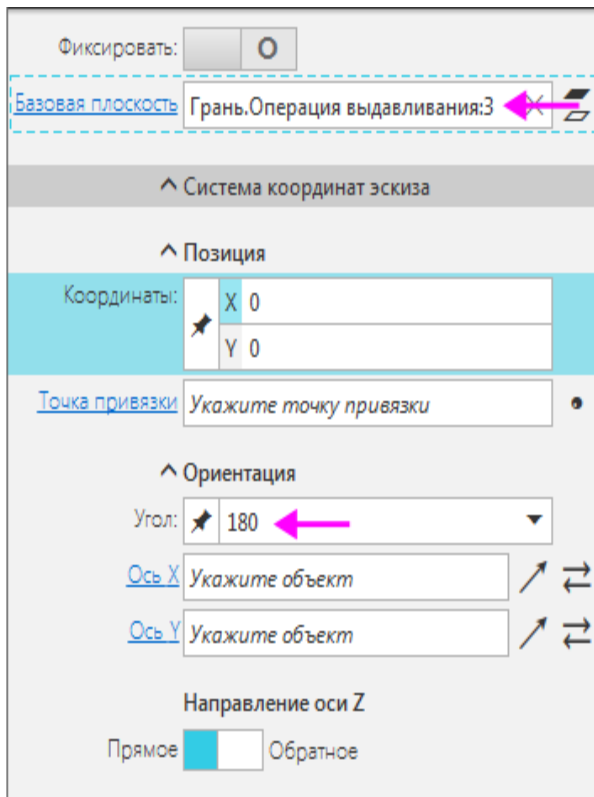 Фиксировать: O
Базовая плоскость Грань.Операция выдавливания:3
Система координат эскиза
Позиция
Координаты: X 0
Y 0
Точка привязки Укажите точку привязки
Ориентация
Угол: 180
Ось X Укажите объект
Ось Y Укажите объект
Направление оси Z
Прямое Обратное